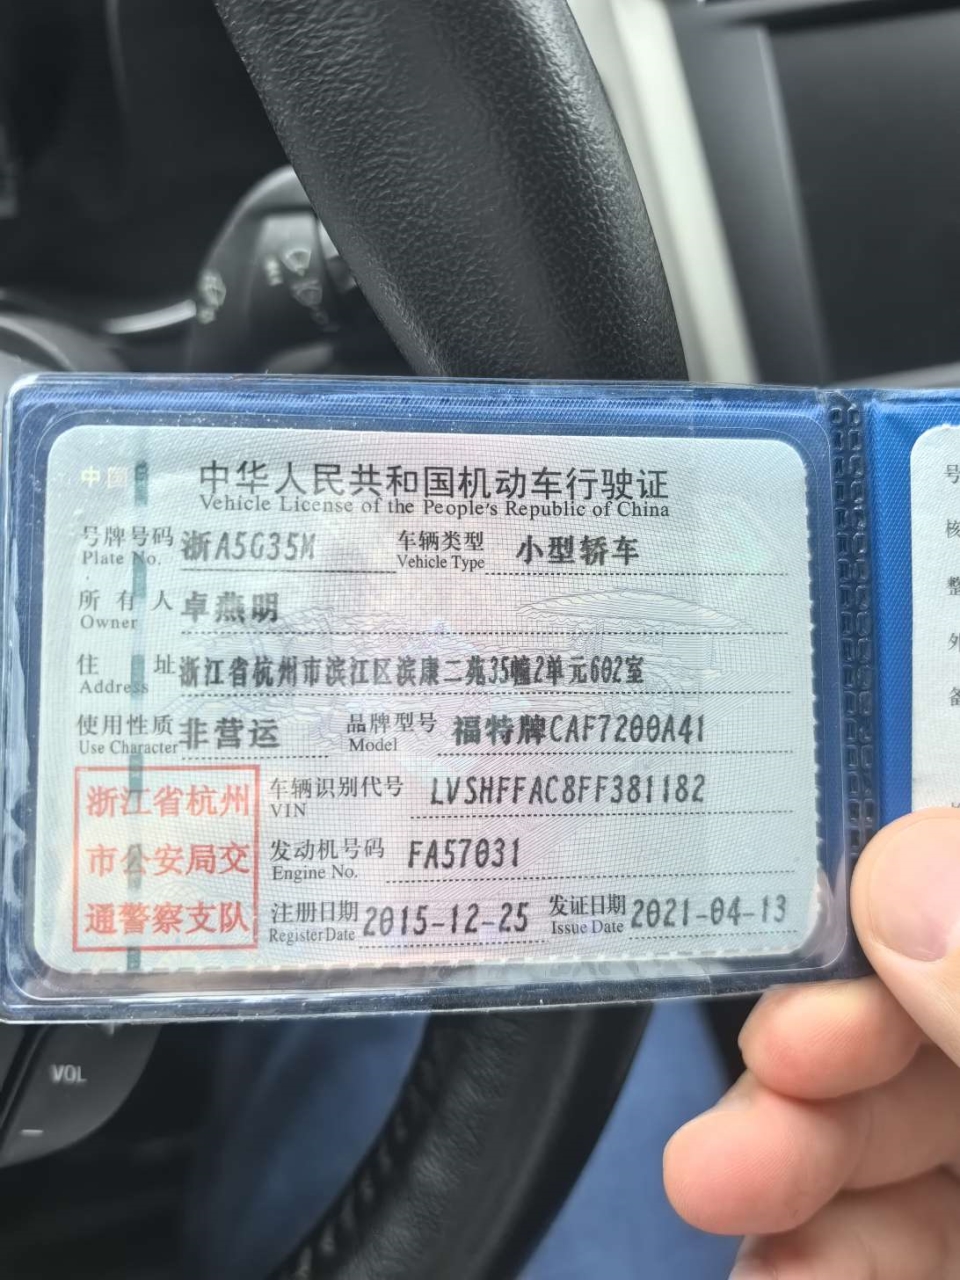 中国
中华人民共和国机动车行驶证
Vehicle License of the People's Republic of China
号牌号码 浙A5G35M 车辆类型 小型轿车
Plate No. Vehicle Type
所有人 卓燕明
Owner
住址 浙江省杭州市滨江区滨康二苑35幢2单元602室
Address
使用性质 非营运 品牌型号 福特牌CAF7200A41
Use Character Model
浙江省杭州
市公安局交
通警察支队
车辆识别代号 LVSHFFAC8FF381182
VIN
发动机号码 FA57031
Engine No.
注册日期 2015-12-25 发证日期 2021-04-13
Register Date Issue Date
号
核
整
外
备
VOL